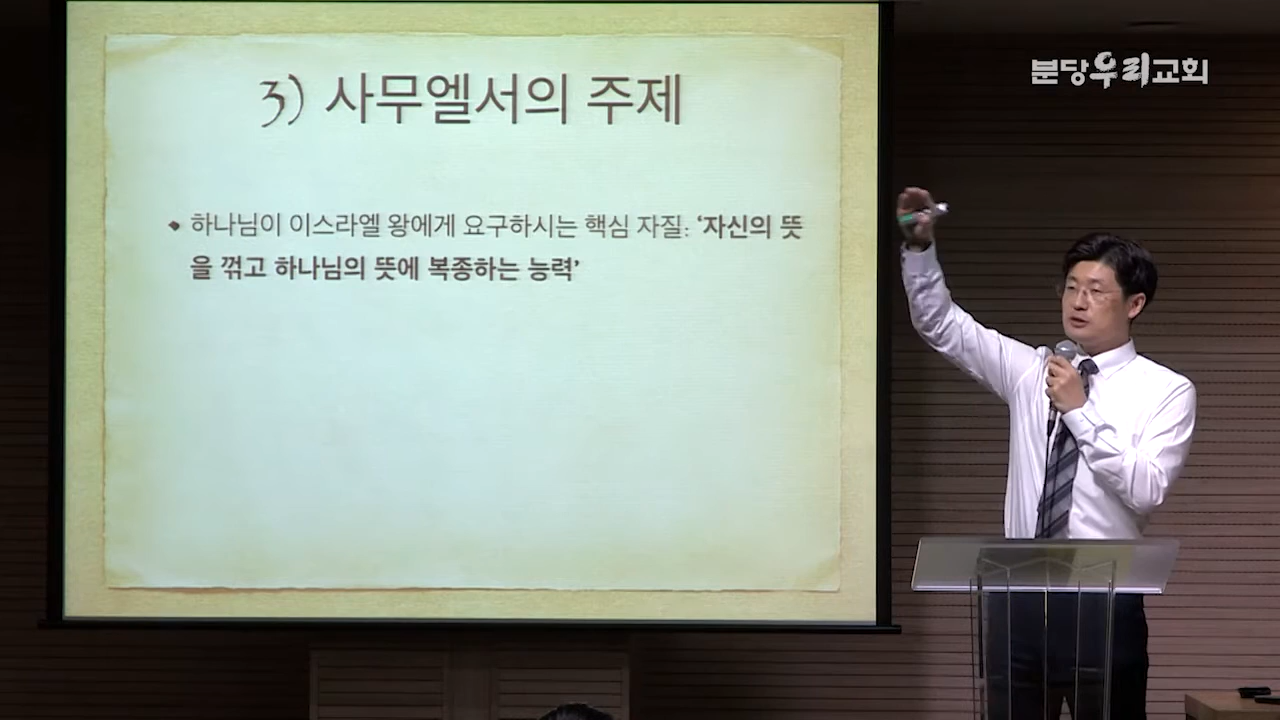 분당우리교회
3) 사무엘서의 주제
하나님이 이스라엘 왕에게 요구하시는 핵심 자질: ‘자신의 뜻
을 꺾고 하나님의 뜻에 복종하는 능력’